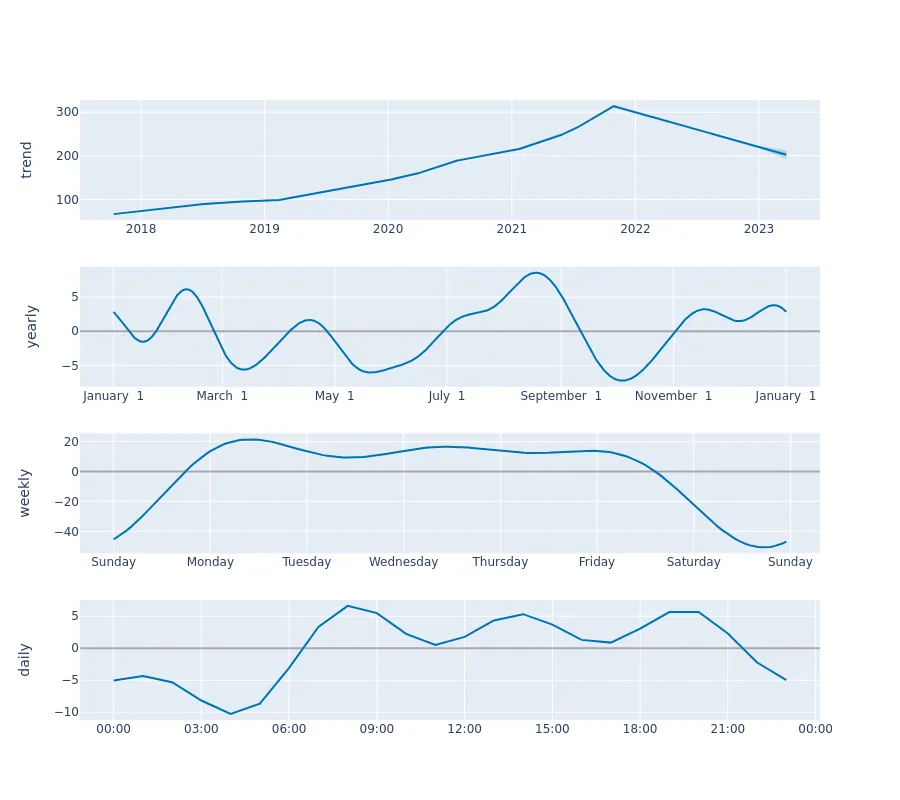 trend
300
200
100
2018 2019 2020 2021 2022 2023
yearly
5
0
−5
January 1 March 1 May 1 July 1 September 1 November 1 January 1
weekly
20
0
−20
−40
Sunday Monday Tuesday Wednesday Thursday Friday Saturday Sunday
daily
5
0
−5
−10
00:00 03:00 06:00 09:00 12:00 15:00 18:00 21:00 00:00